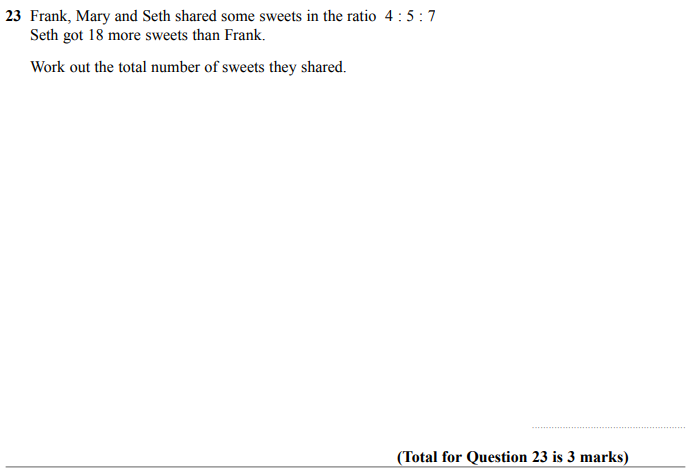 23 Frank, Mary and Seth shared some sweets in the ratio 4 : 5 : 7
Seth got 18 more sweets than Frank.
Work out the total number of sweets they shared.
(Total for Question 23 is 3 marks)